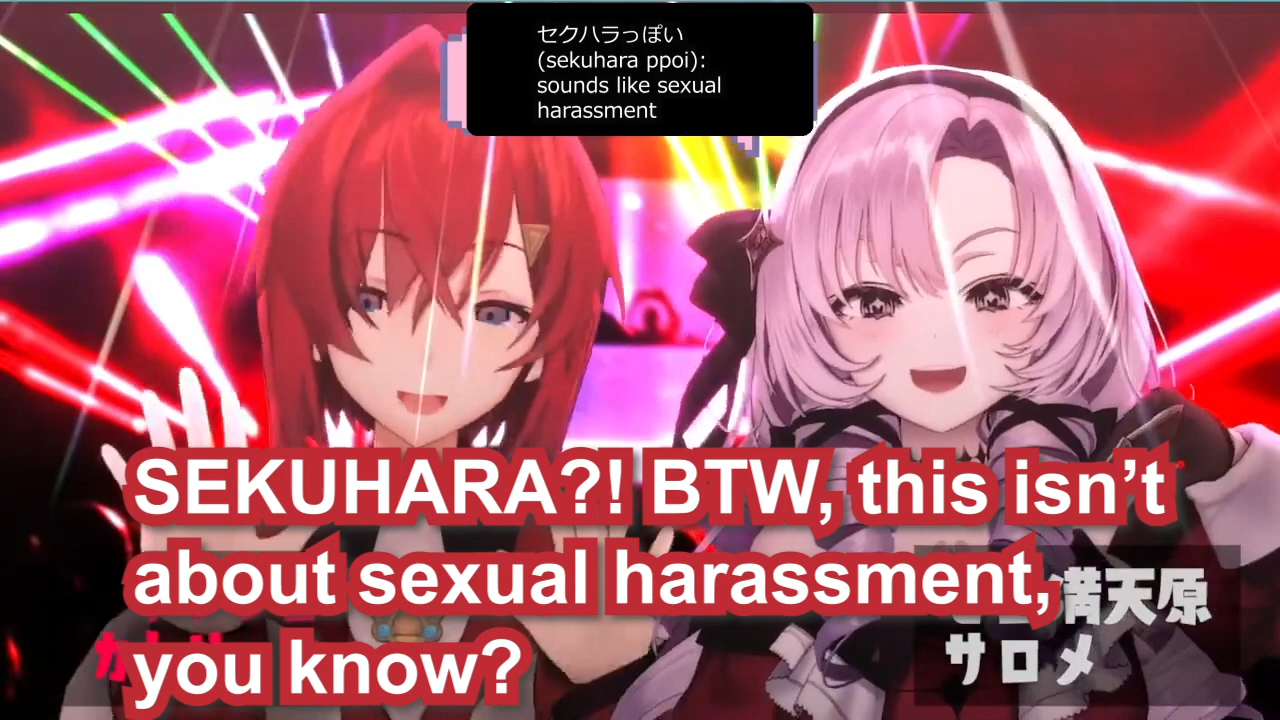 セクハラっぽい
(sekuhara ppoi):
sounds like sexual
harassment
SEKUHARA?! BTW, this isn’t
about sexual harassment,
you know?
満天原
サロメ